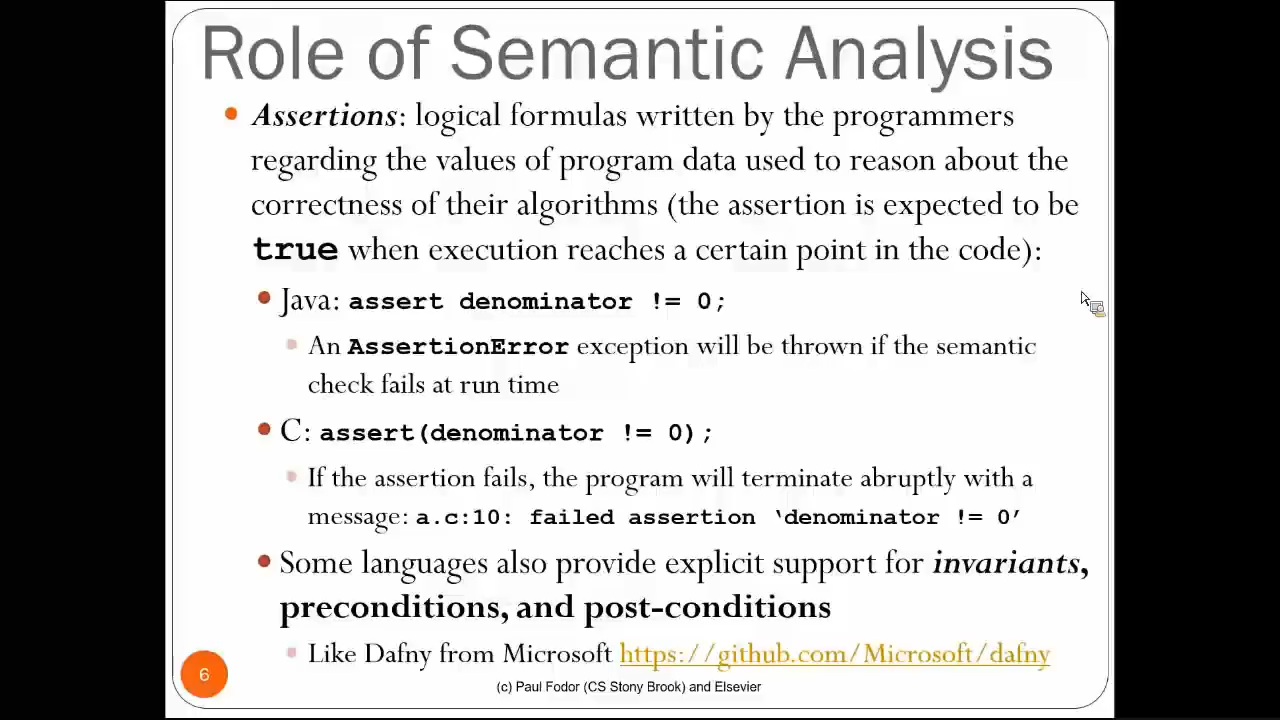 Role of Semantic Analysis
• Assertions: logical formulas written by the programmers
regarding the values of program data used to reason about the
correctness of their algorithms (the assertion is expected to be
true when execution reaches a certain point in the code):
• Java: assert denominator != 0;
An AssertionError exception will be thrown if the semantic
check fails at run time
• C: assert(denominator != 0);
If the assertion fails, the program will terminate abruptly with a
message: a.c:10: failed assertion ‘denominator != 0’
• Some languages also provide explicit support for invariants,
preconditions, and post-conditions
Like Dafny from Microsoft https://github.com/Microsoft/dafny
6
(c) Paul Fodor (CS Stony Brook) and Elsevier